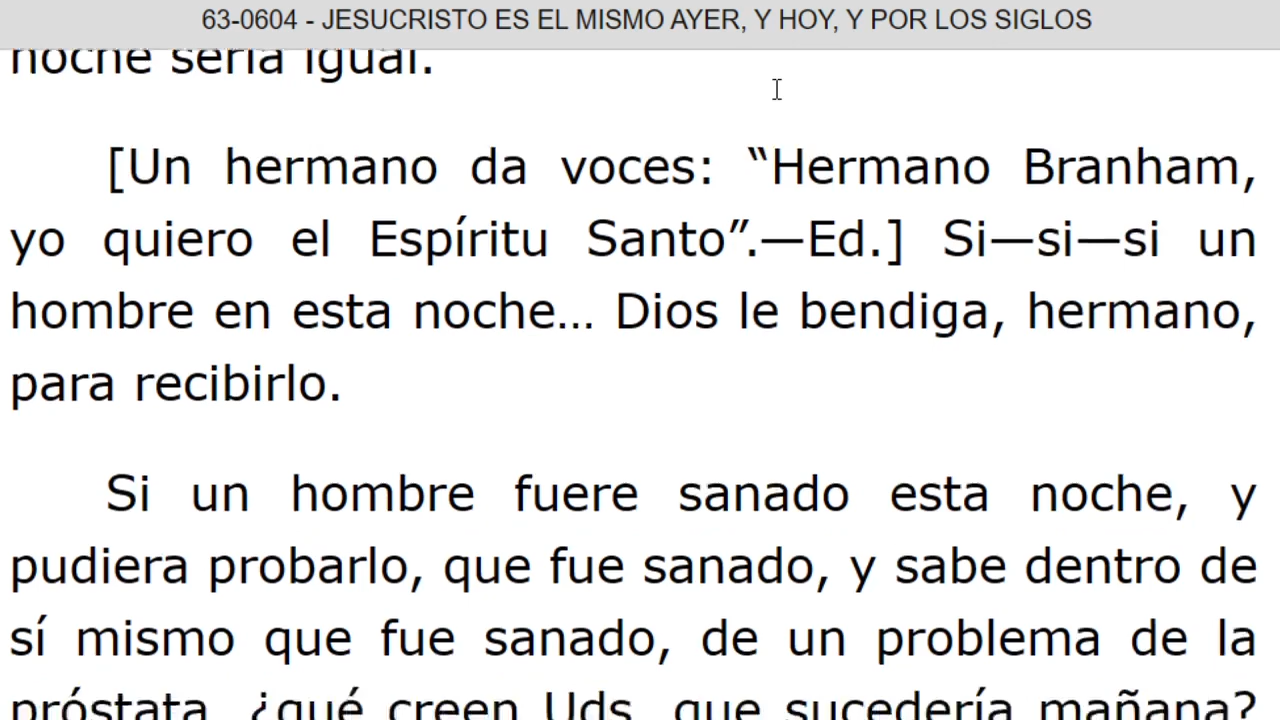 63-0604 - JESUCRISTO ES EL MISMO AYER, Y HOY, Y POR LOS SIGLOS
noche sería igual.
[Un hermano da voces: “Hermano Branham,
yo quiero el Espíritu Santo”.—Ed.] Si—si—si un
hombre en esta noche… Dios le bendiga, hermano,
para recibirlo.
Si un hombre fuere sanado esta noche, y
pudiera probarlo, que fue sanado, y sabe dentro de
sí mismo que fue sanado, de un problema de la
próstata, ¿qué creen Uds. que sucedería mañana?